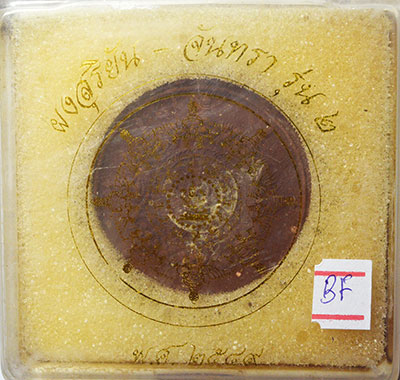 ผงสุริยัน - จันทรา รุ่น ๒
BF
พ.ศ. ๒๕๔๙